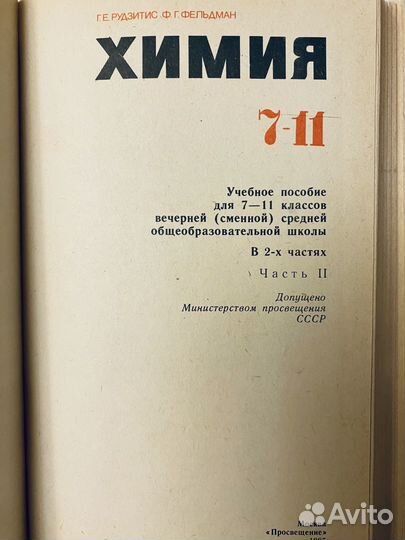 Г.Е. РУДЗИТИС Ф.Г. ФЕЛЬДМАН
ХИМИЯ
7-11
Учебное пособие
для 7—11 классов
вечерней (сменной) средней
общеобразовательной школы
В 2-х частях
Часть II
Допущено
Министерством просвещения
СССР
Москва
«Просвещение»
Avito